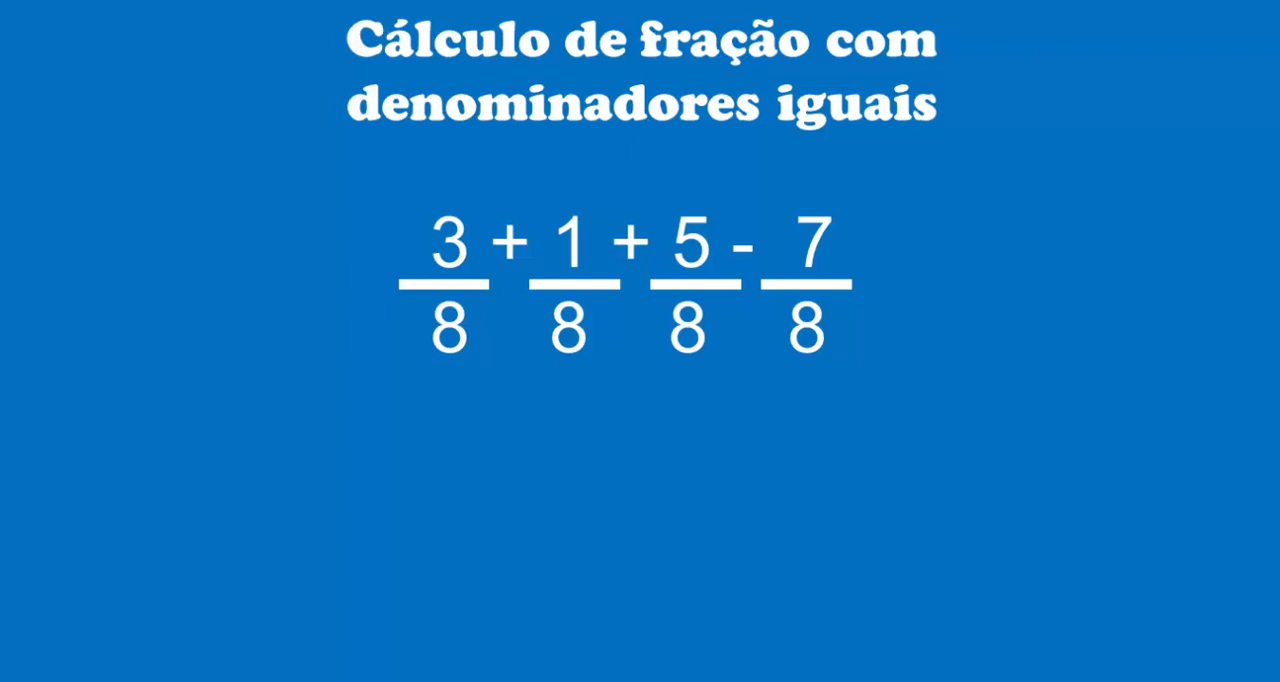 Cálculo de fração com
denominadores iguais
3 + 1 + 5 - 7
8 8 8 8